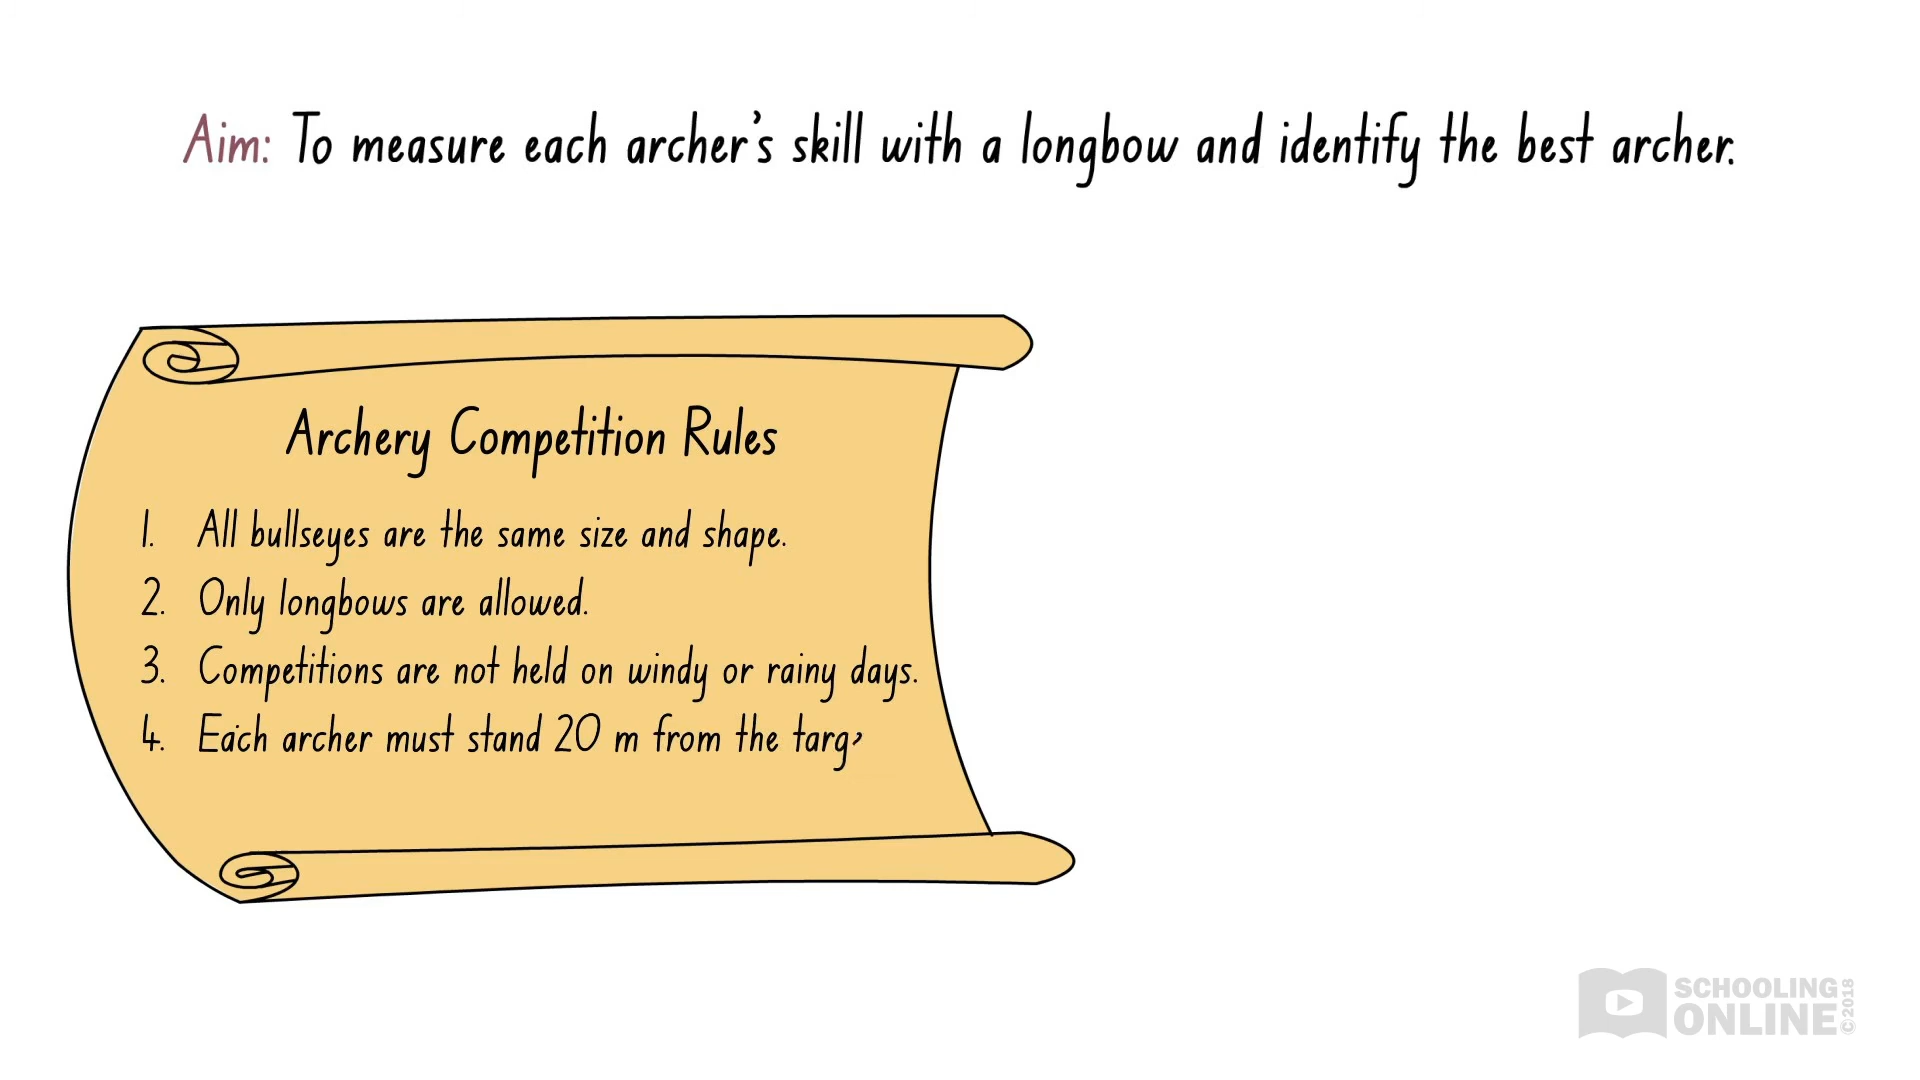 Aim: To measure each archer's skill with a longbow and identify the best archer.
Archery Competition Rules
1. All bullseyes are the same size and shape.
2. Only longbows are allowed.
3. Competitions are not held on windy or rainy days.
4. Each archer must stand 20 m from the targ
SCHOOLING
ONLINE
©2018